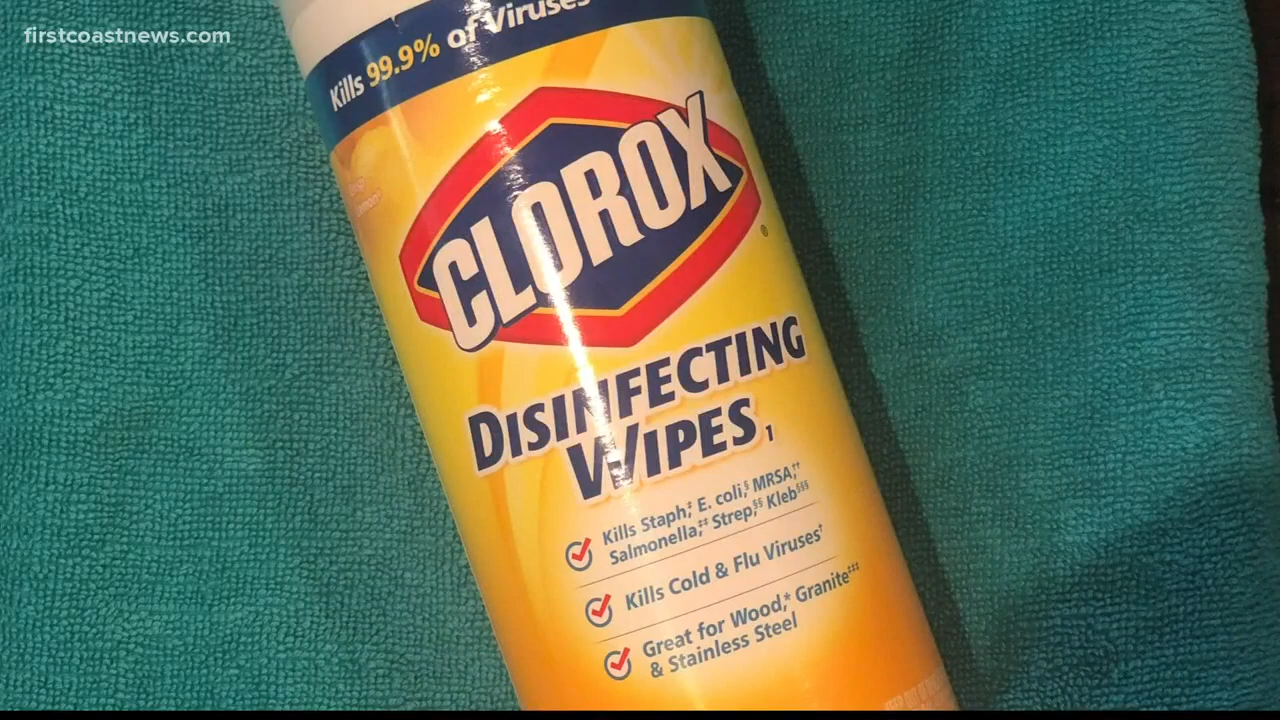 firstcoastnews.com
Kills 99.9% of Viruses
CLOROX®
DISINFECTING
WIPES1
Kills Staph,‡ E. coli,§ MRSA,††
Salmonella,‡‡ Strep,§§ Kleb§§§
Kills Cold & Flu Viruses†
Great for Wood,* Granite‡‡‡
& Stainless Steel